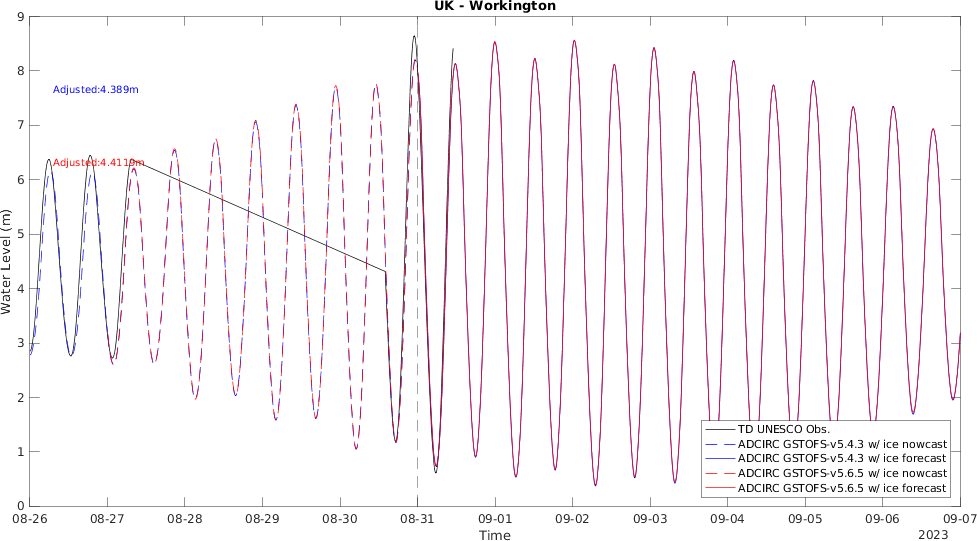 UK - Workington
9
8
7
6
5
4
3
2
1
0
Water Level (m)
Adjusted:4.389m
Adjusted:4.4119m
TD UNESCO Obs.
ADCIRC GSTOFS-v5.4.3 w/ ice nowcast
ADCIRC GSTOFS-v5.4.3 w/ ice forecast
ADCIRC GSTOFS-v5.6.5 w/ ice nowcast
ADCIRC GSTOFS-v5.6.5 w/ ice forecast
08-26 08-27 08-28 08-29 08-30 08-31 09-01 09-02 09-03 09-04 09-05 09-06 09-07
Time
2023